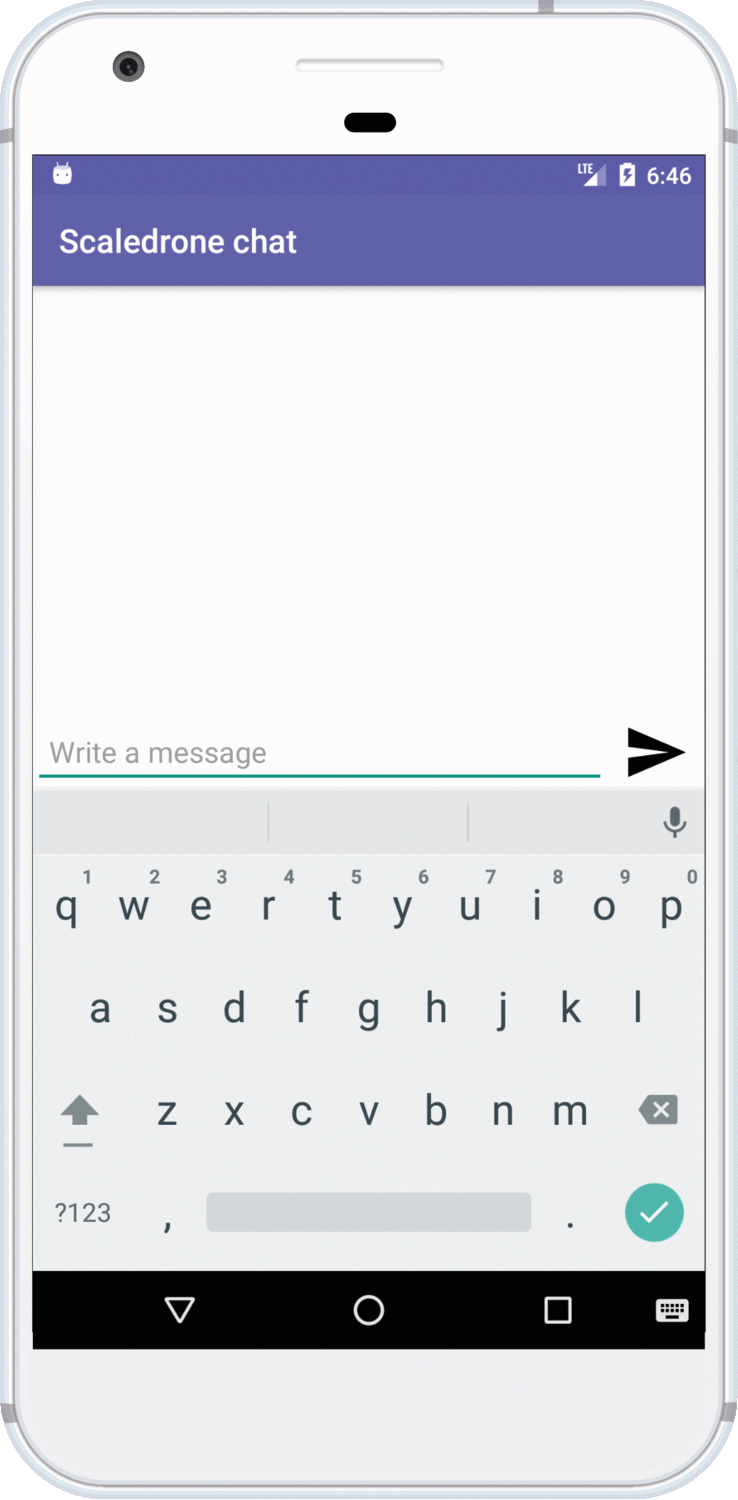 LTE 6:46
Scaledrone chat
Write a message
1 2 3 4 5 6 7 8 9 0
q w e r t y u i o p
a s d f g h j k l
z x c v b n m
?123 , .